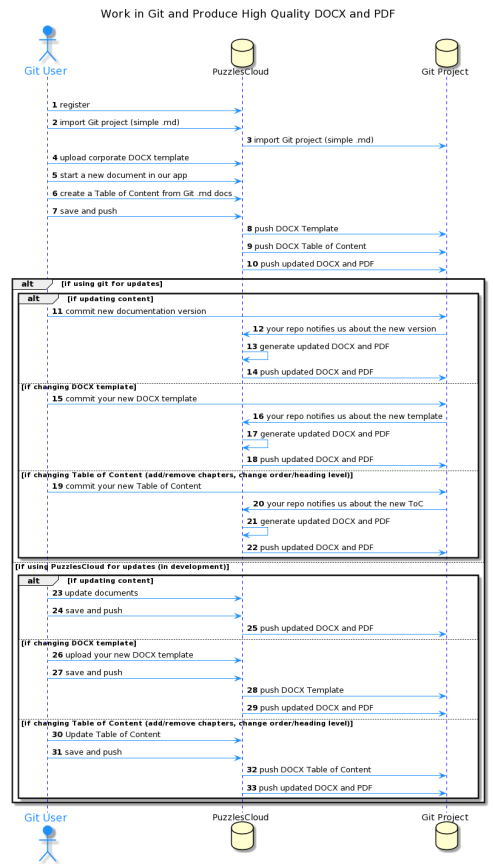 Work in Git and Produce High Quality DOCX and PDF
Git User
PuzzlesCloud
Git Project
1 register
2 import Git project (simple .md)
3 import Git project (simple .md)
4 upload corporate DOCX template
5 start a new document in our app
6 create a Table of Content from Git .md docs
7 save and push
8 push DOCX Template
9 push DOCX Table of Content
10 push updated DOCX and PDF
alt [if using git for updates]
alt [if updating content]
11 commit new documentation version
12 your repo notifies us about the new version
13 generate updated DOCX and PDF
14 push updated DOCX and PDF
[if changing DOCX template]
15 commit your new DOCX template
16 your repo notifies us about the new template
17 generate updated DOCX and PDF
18 push updated DOCX and PDF
[if changing Table of Content (add/remove chapters, change order/heading level)]
19 commit your new Table of Content
20 your repo notifies us about the new ToC
21 generate updated DOCX and PDF
22 push updated DOCX and PDF
[if using PuzzlesCloud for updates (in development)]
alt [if updating content]
23 update documents
24 save and push
25 push updated DOCX and PDF
[if changing DOCX template]
26 upload your new DOCX template
27 save and push
28 push DOCX Template
29 push updated DOCX and PDF
[if changing Table of Content (add/remove chapters, change order/heading level)]
30 Update Table of Content
31 save and push
32 push DOCX Table of Content
33 push updated DOCX and PDF
Git User
PuzzlesCloud
Git Project